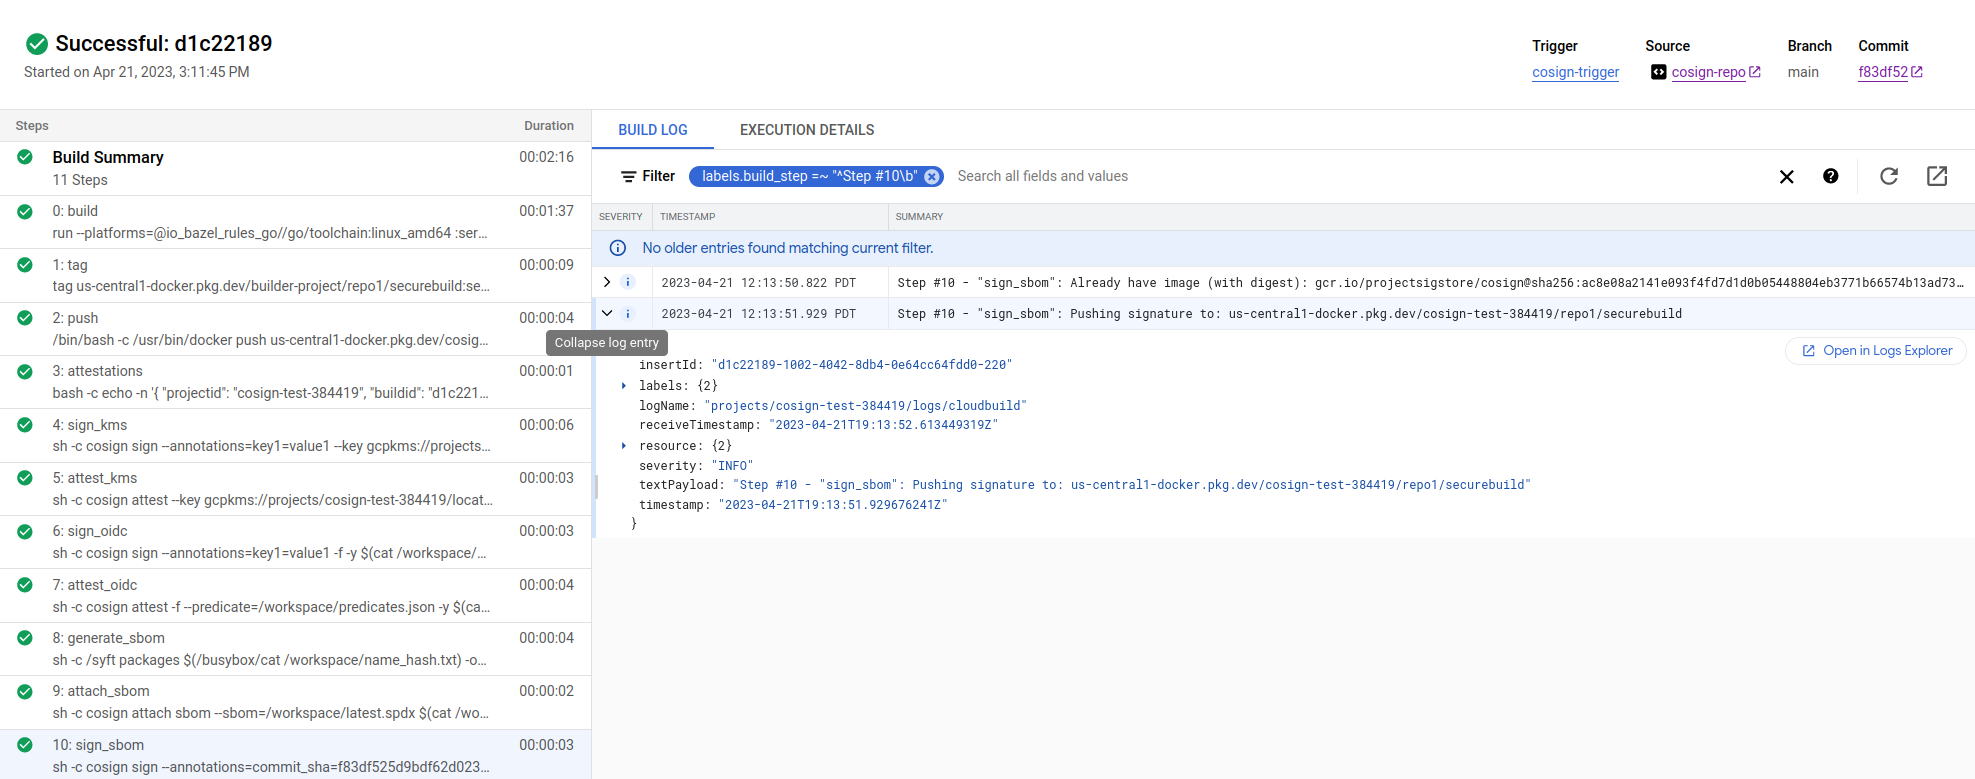 Successful: d1c22189
Started on Apr 21, 2023, 3:11:45 PM
Trigger
cosign-trigger
Source
cosign-repo
Branch
main
Commit
f83df52
Steps Duration
Build Summary 00:02:16
11 Steps
0: build 00:01:37
run --platforms=@io_bazel_rules_go//go/toolchain:linux_amd64 :ser...
1: tag 00:00:09
tag us-central1-docker.pkg.dev/builder-project/repo1/securebuild:se...
2: push 00:00:04
/bin/bash -c /usr/bin/docker push us-central1-docker.pkg.dev/cosig...
3: attestations 00:00:01
bash -c echo -n '{ "projectid": "cosign-test-384419", "buildid": "d1c221...
4: sign_kms 00:00:06
sh -c cosign sign --annotations=key1=value1 --key gcpkms://projects...
5: attest_kms 00:00:03
sh -c cosign attest --key gcpkms://projects/cosign-test-384419/locat...
6: sign_oidc 00:00:03
sh -c cosign sign --annotations=key1=value1 -f -y $(cat /workspace/...
7: attest_oidc 00:00:04
sh -c cosign attest -f --predicate=/workspace/predicates.json -y $(ca...
8: generate_sbom 00:00:04
sh -c /syft packages $(/busybox/cat /workspace/name_hash.txt) -o...
9: attach_sbom 00:00:02
sh -c cosign attach sbom --sbom=/workspace/latest.spdx $(cat /wo...
10: sign_sbom 00:00:03
sh -c cosign sign --annotations=commit_sha=f83df525d9bdf62d023...
BUILD LOG EXECUTION DETAILS
Filter labels.build_step =~ "^Step #10\b" Search all fields and values
SEVERITY TIMESTAMP SUMMARY
No older entries found matching current filter.
2023-04-21 12:13:50.822 PDT Step #10 - "sign_sbom": Already have image (with digest): gcr.io/projectsigstore/cosign@sha256:ac8e08a2141e093f4fd7d1d0b05448804eb3771b66574b13ad73...
2023-04-21 12:13:51.929 PDT Step #10 - "sign_sbom": Pushing signature to: us-central1-docker.pkg.dev/cosign-test-384419/repo1/securebuild
Collapse log entry
Open in Logs Explorer
insertId: "d1c22189-1002-4042-8db4-0e64cc64fdd0-220"
labels: {2}
logName: "projects/cosign-test-384419/logs/cloudbuild"
receiveTimestamp: "2023-04-21T19:13:52.613449319Z"
resource: {2}
severity: "INFO"
textPayload: "Step #10 - "sign_sbom": Pushing signature to: us-central1-docker.pkg.dev/cosign-test-384419/repo1/securebuild"
timestamp: "2023-04-21T19:13:51.929676241Z"
}